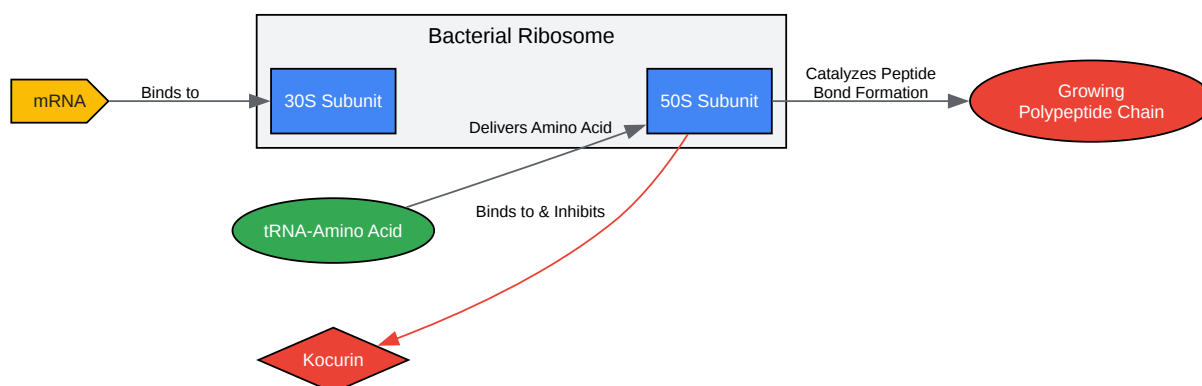 Bacterial Ribosome
mRNA
Binds to
30S Subunit
50S Subunit
Catalyzes Peptide
Bond Formation
Growing
Polypeptide Chain
Delivers Amino Acid
tRNA-Amino Acid
Binds to & Inhibits
Kocurin